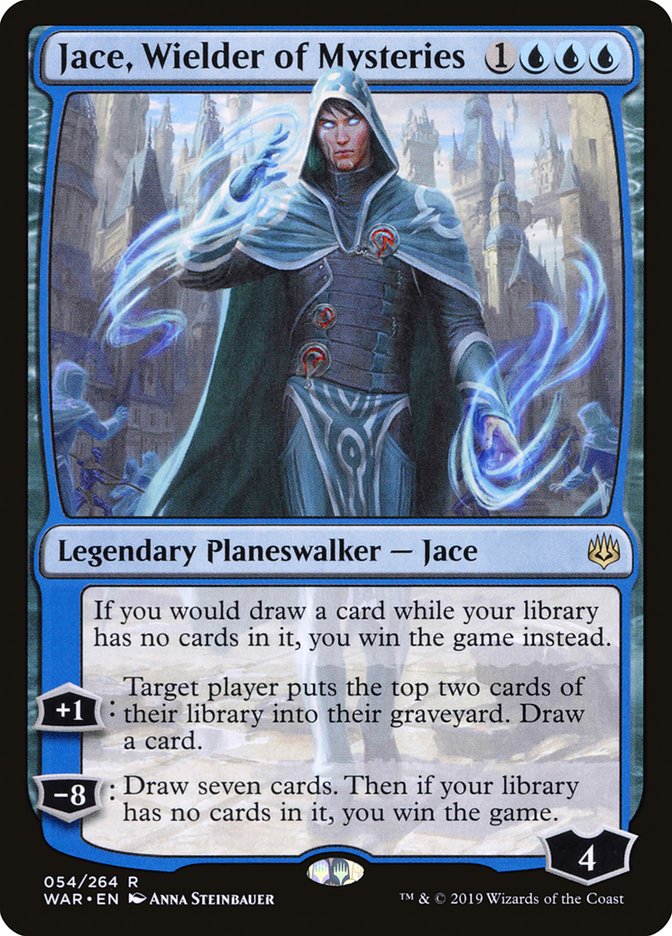 Jace, Wielder of Mysteries 1
Legendary Planeswalker — Jace
If you would draw a card while your library
has no cards in it, you win the game instead.
+1: Target player puts the top two cards of
their library into their graveyard. Draw
a card.
−8: Draw seven cards. Then if your library
has no cards in it, you win the game.
4
054/264 R
WAR • EN Anna Steinbauer
™ & © 2019 Wizards of the Coast